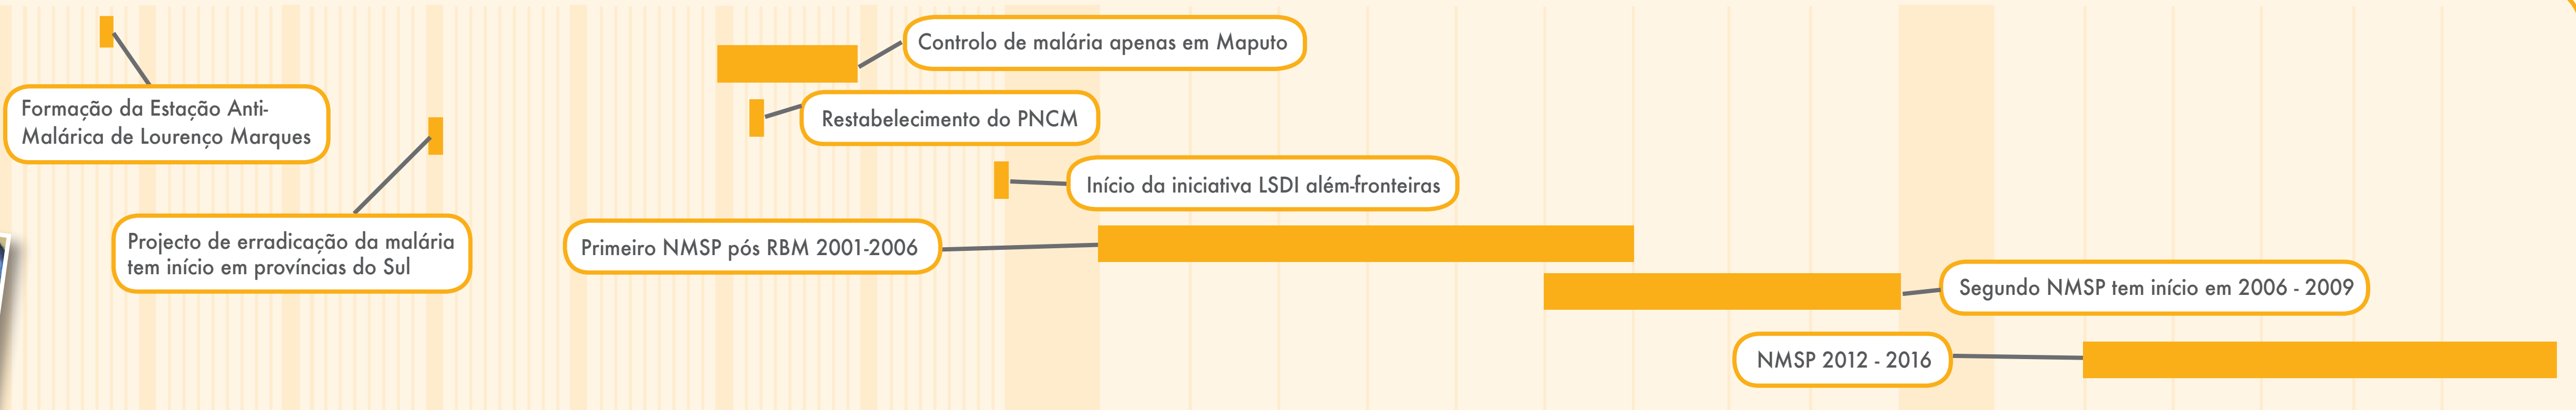 Controlo de malária apenas em Maputo
Formação da Estação Anti-
Malárica de Lourenço Marques
Restabelecimento do PNCM
Início da iniciativa LSDI além-fronteiras
Projecto de erradicação da malária
tem início em províncias do Sul
Primeiro NMSP pós RBM 2001-2006
Segundo NMSP tem início em 2006 - 2009
NMSP 2012 - 2016